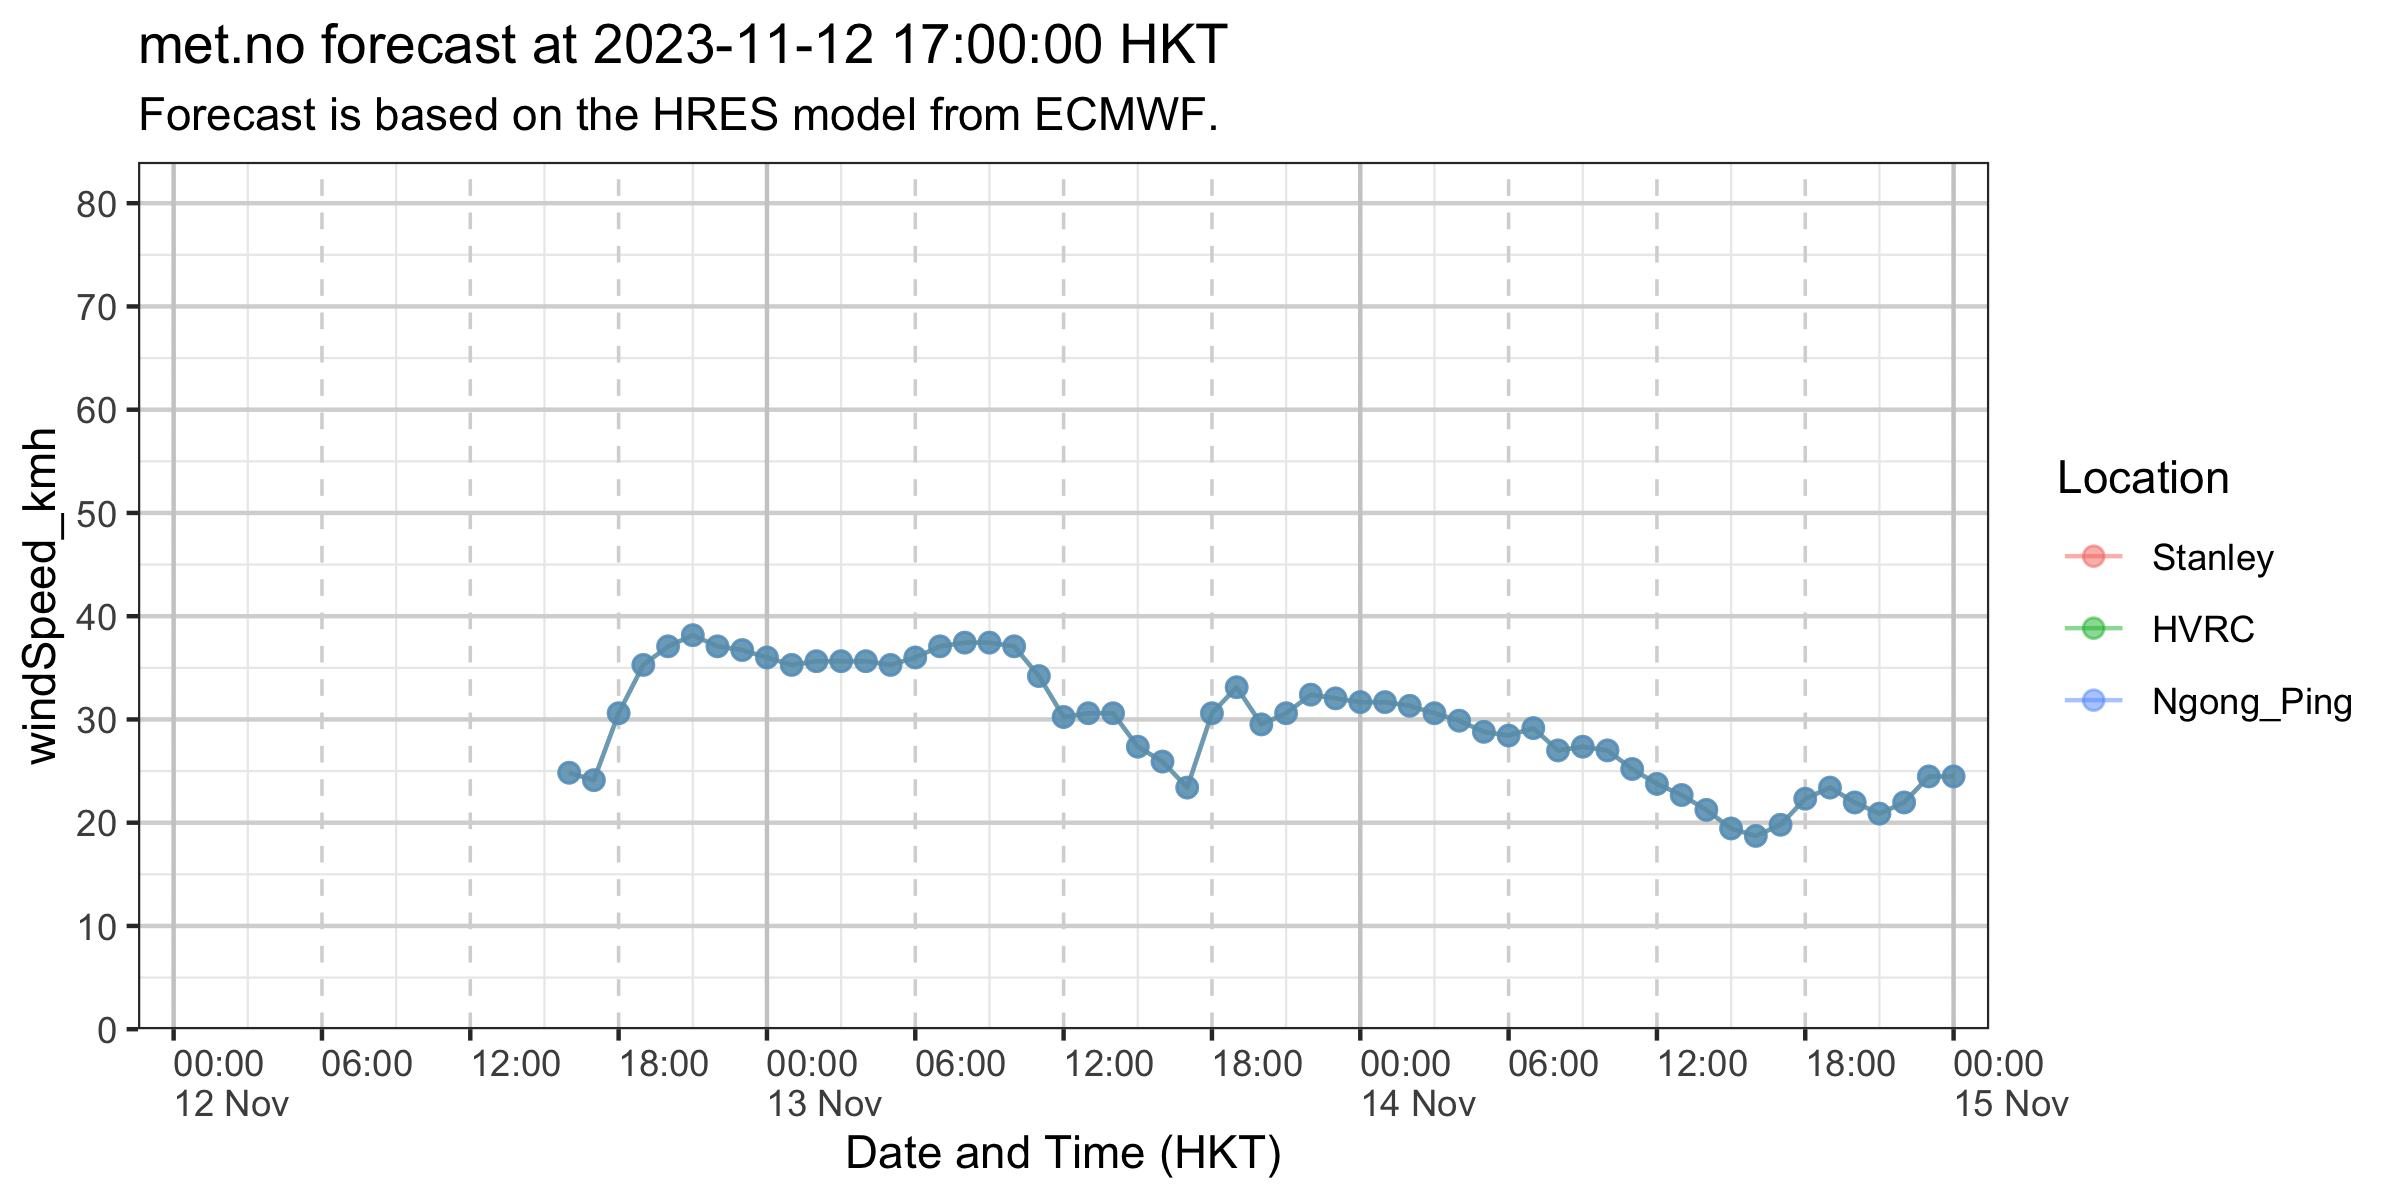 met.no forecast at 2023-11-12 17:00:00 HKT
Forecast is based on the HRES model from ECMWF.
windSpeed_kmh
80
70
60
50
40
30
20
10
0
00:00 06:00 12:00 18:00 00:00 06:00 12:00 18:00 00:00 06:00 12:00 18:00 00:00
12 Nov 13 Nov 14 Nov 15 Nov
Date and Time (HKT)
Location
Stanley
HVRC
Ngong_Ping